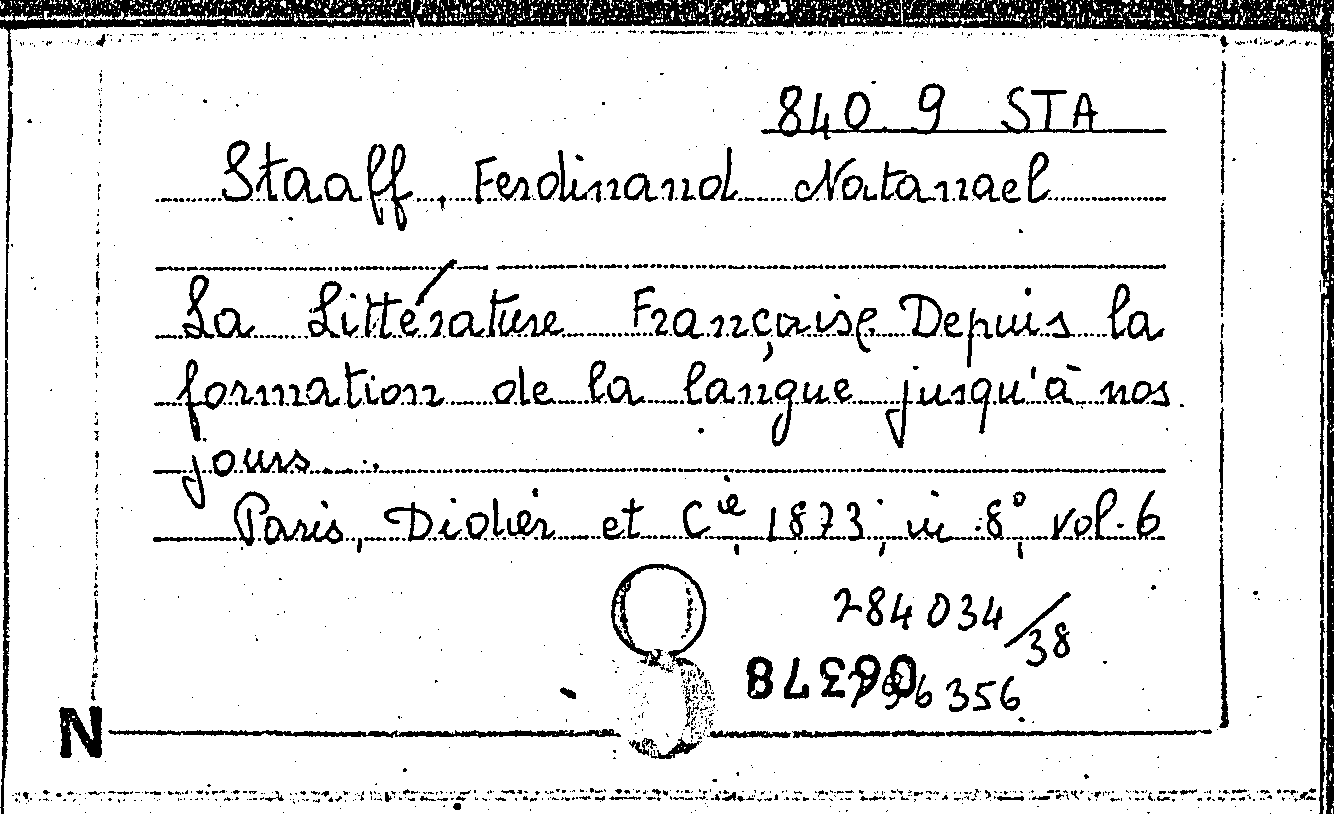 840.9 STA
Staaff, Ferdinand Natanael
La Littérature Française Depuis la
formation de la langue jusqu'à nos
jours...
Paris, Didier et Cie, 1873, in-8°, vol. 6
284034/38
356
N